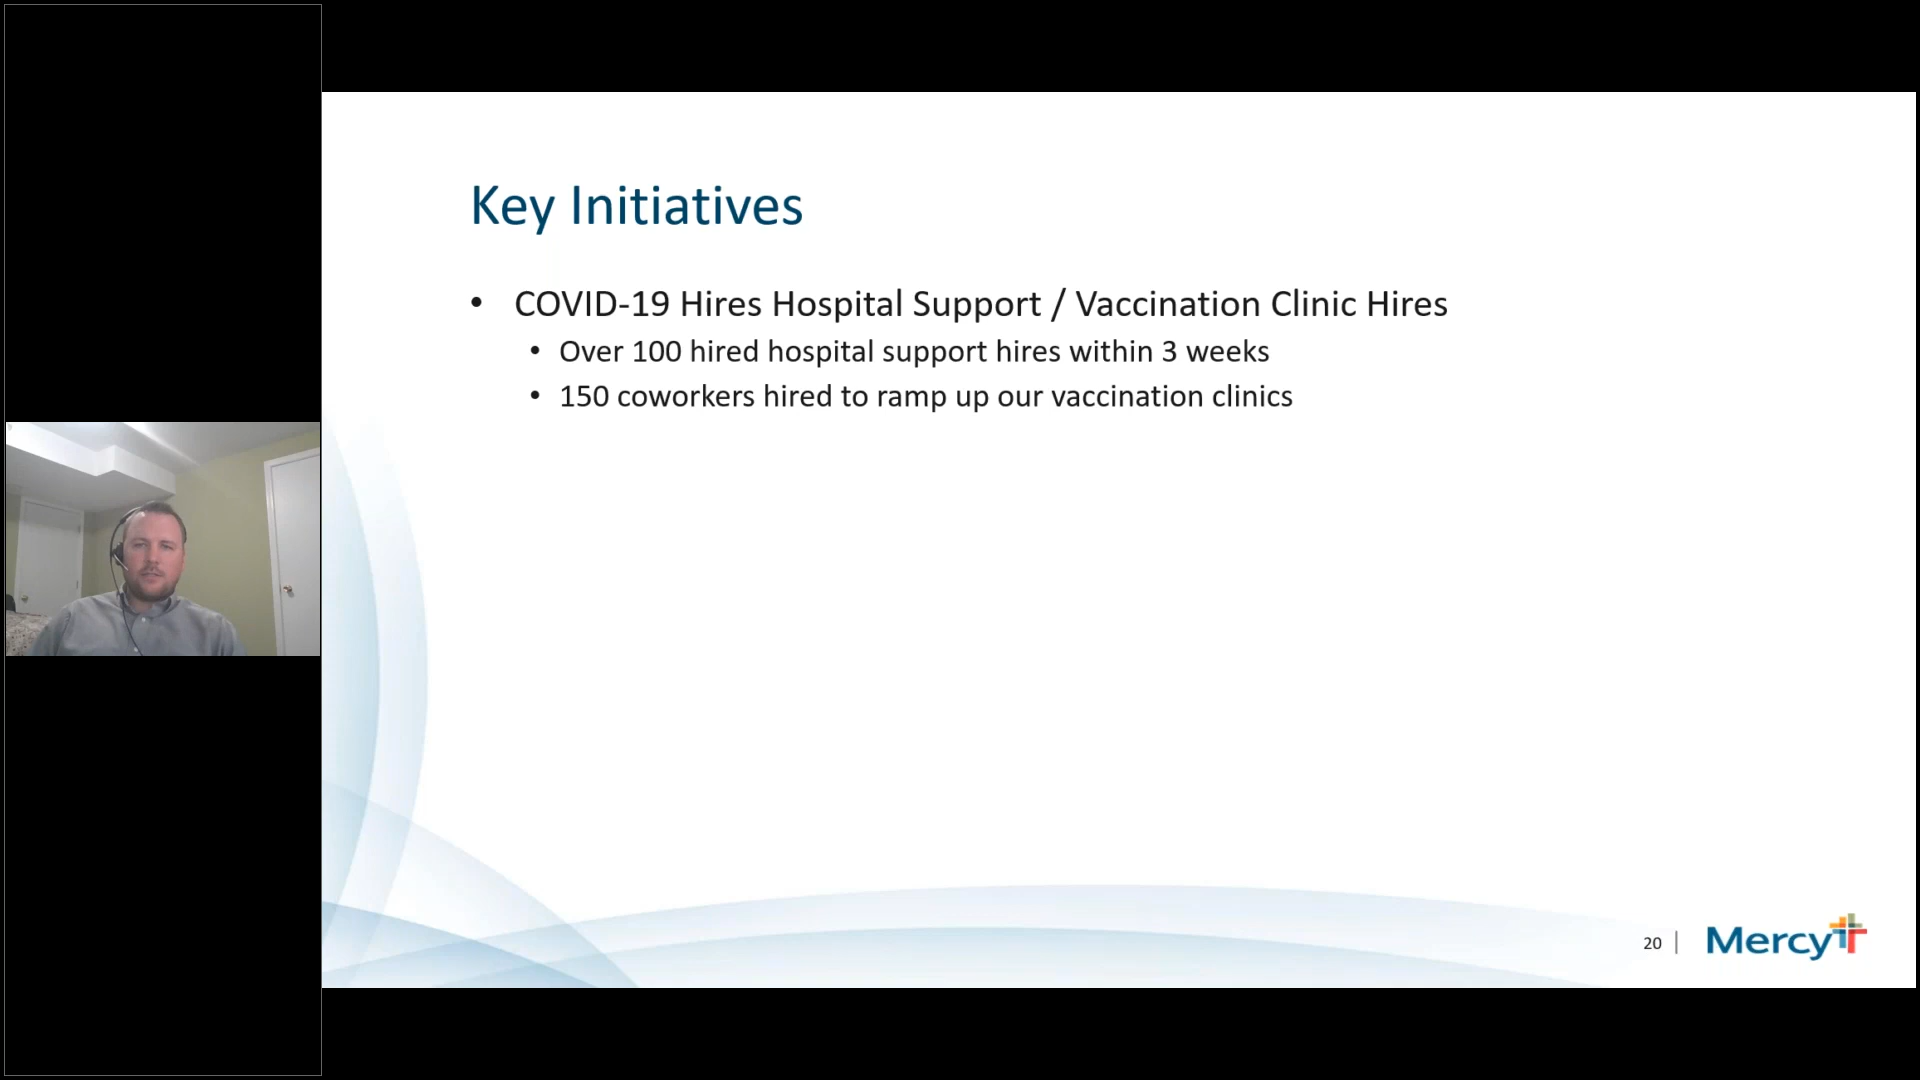 Key Initiatives
• COVID-19 Hires Hospital Support / Vaccination Clinic Hires
• Over 100 hired hospital support hires within 3 weeks
• 150 coworkers hired to ramp up our vaccination clinics
20 | Mercy